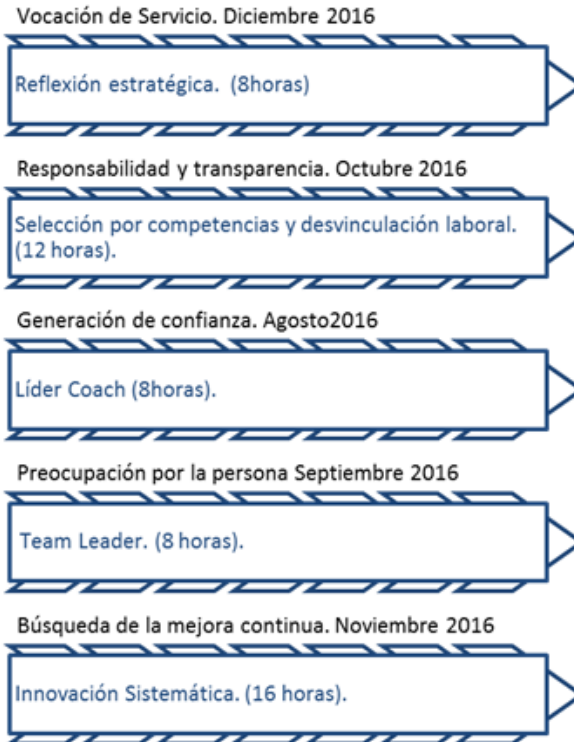 Vocación de Servicio. Diciembre 2016
Reflexión estratégica. (8horas)
Responsabilidad y transparencia. Octubre 2016
Selección por competencias y desvinculación laboral.
(12 horas).
Generación de confianza. Agosto2016
Líder Coach (8horas).
Preocupación por la persona Septiembre 2016
Team Leader. (8 horas).
Búsqueda de la mejora continua. Noviembre 2016
Innovación Sistemática. (16 horas).